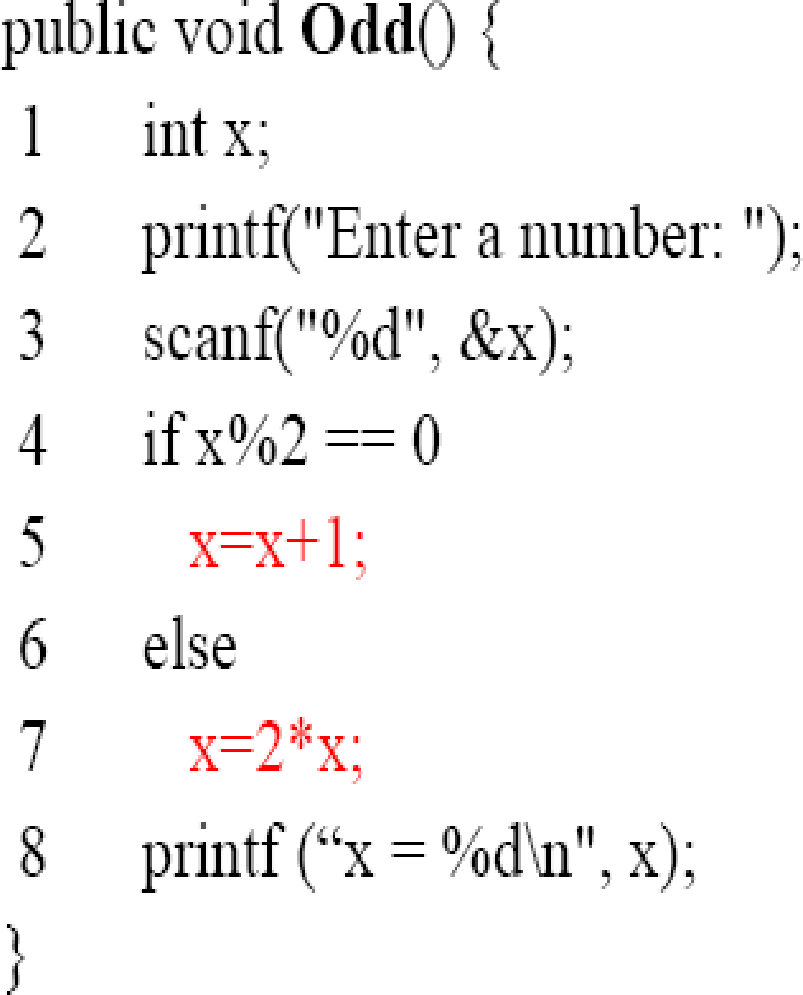 public void Odd() {
1 int x;
2 printf("Enter a number: ");
3 scanf("%d", &x);
4 if x%2 == 0
5 x=x+1;
6 else
7 x=2*x;
8 printf (“x = %d\n", x);
}